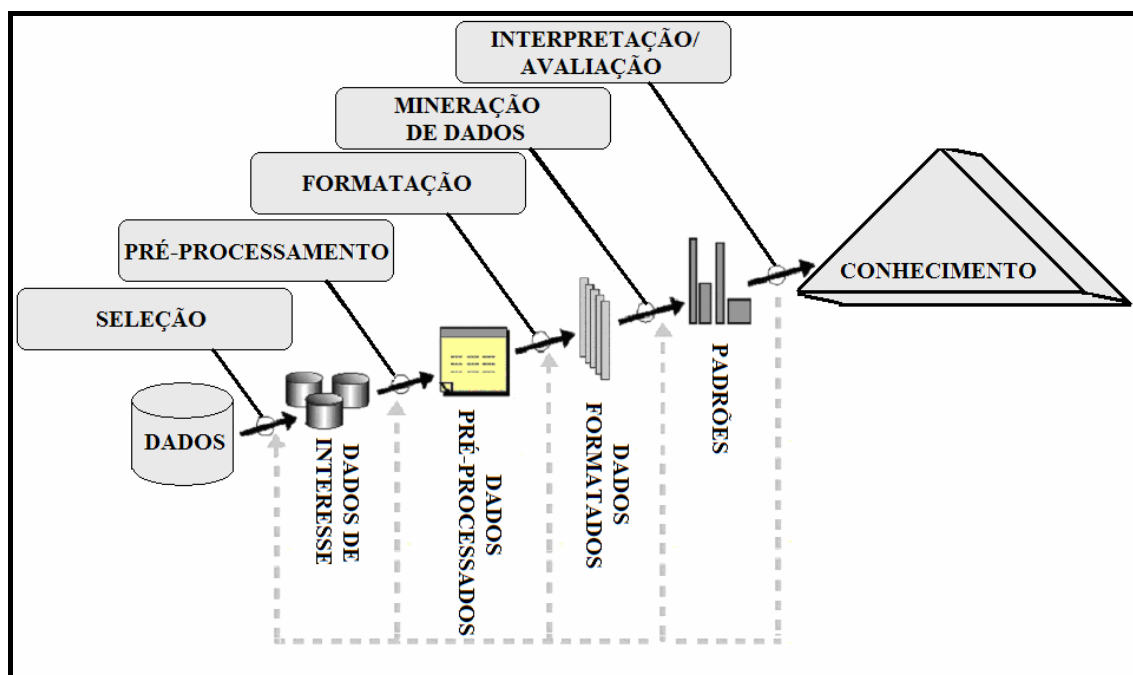 INTERPRETAÇÃO/
AVALIAÇÃO
MINERAÇÃO
DE DADOS
FORMATAÇÃO
PRÉ-PROCESSAMENTO
SELEÇÃO
DADOS
DADOS DE
INTERESSE
DADOS
PRÉ-PROCESSADOS
DADOS
FORMATADOS
PADRÕES
CONHECIMENTO